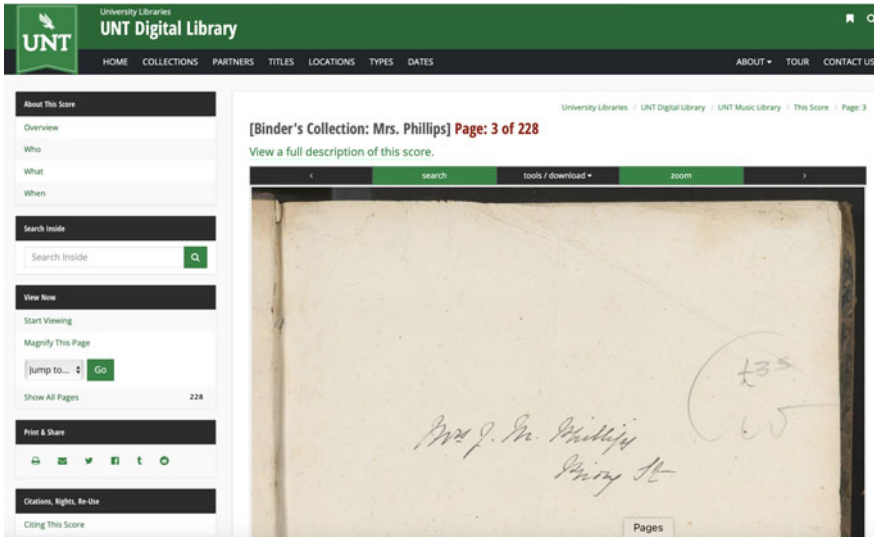 University Libraries
UNT Digital Library
UNT
HOME COLLECTIONS PARTNERS TITLES LOCATIONS TYPES DATES
ABOUT TOUR CONTACT US
About This Score
Overview
Who
What
When
Search Inside
Search Inside
View Now
Start Viewing
Magnify This Page
Jump to... Go
Show All Pages 228
Print & Share
t
Citations, Rights, Re-Use
Citing This Score
University Libraries / UNT Digital Library / UNT Music Library / This Score / Page: 3
[Binder's Collection: Mrs. Phillips] Page: 3 of 228
View a full description of this score.
‹ search tools / download zoom ›
£35
Mrs J. M. Phillips
St
Pages